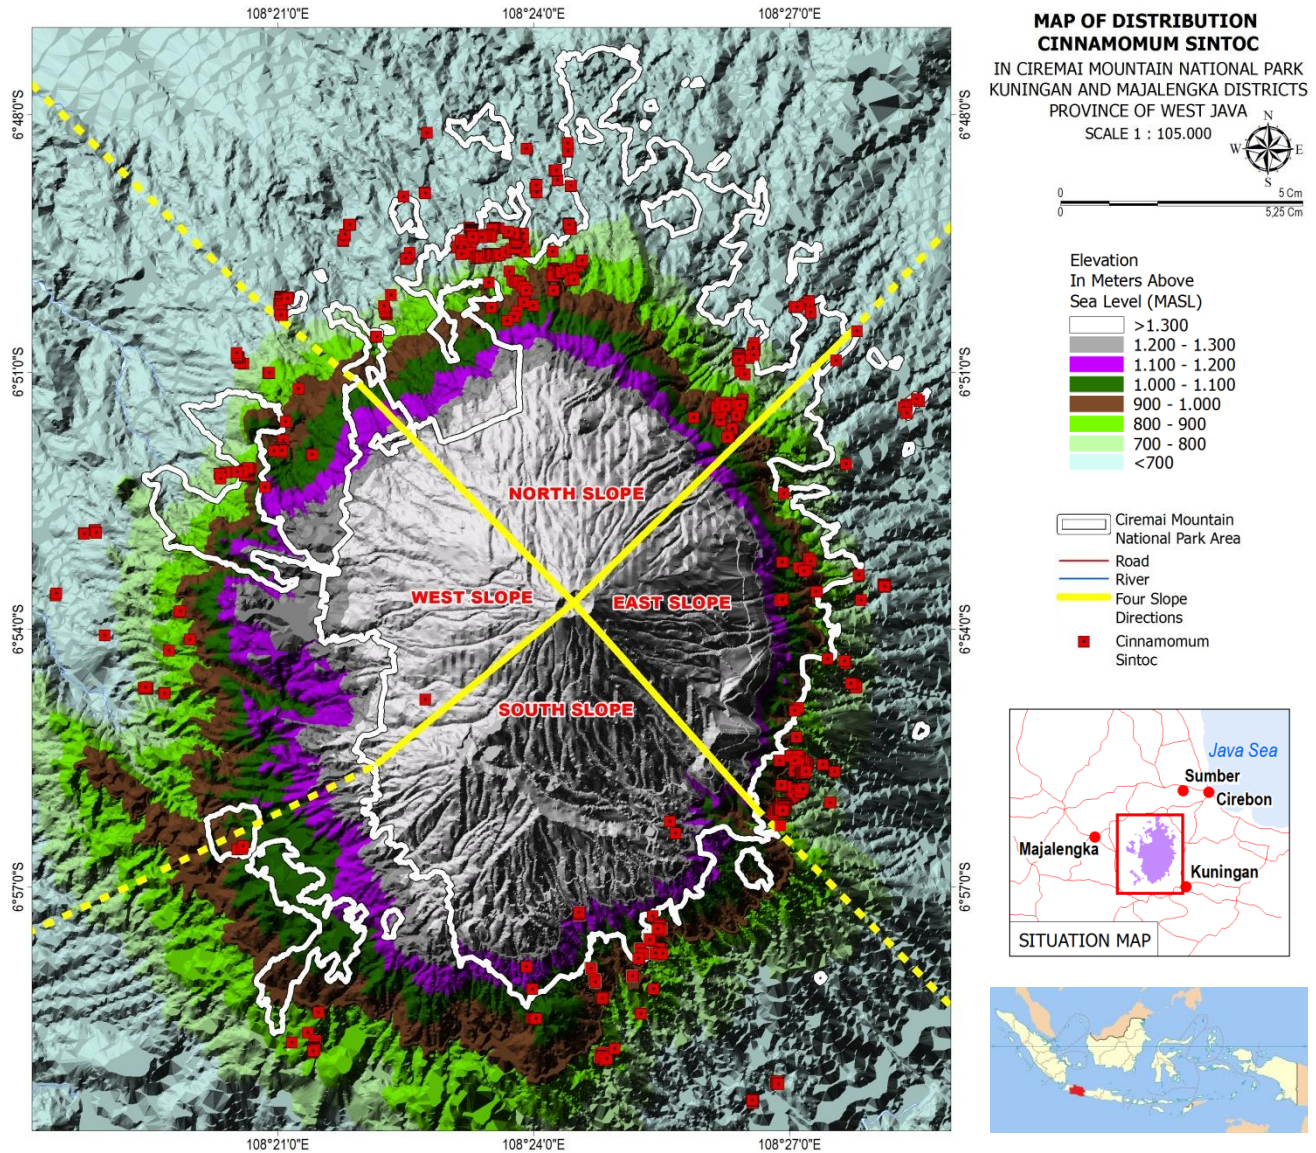 MAP OF DISTRIBUTION
CINNAMOMUM SINTOC
IN CIREMAI MOUNTAIN NATIONAL PARK
KUNINGAN AND MAJALENGKA DISTRICTS
PROVINCE OF WEST JAVA
SCALE 1 : 105.000
N
W E
S
0 5 Cm
0 5,25 Cm
Elevation
In Meters Above
Sea Level (MASL)
>1.300
1.200 - 1.300
1.100 - 1.200
1.000 - 1.100
900 - 1.000
800 - 900
700 - 800
<700
Ciremai Mountain
National Park Area
Road
River
Four Slope
Directions
Cinnamomum
Sintoc
Java Sea
Sumber
Cirebon
Majalengka
Kuningan
SITUATION MAP
108°21'0"E 108°24'0"E 108°27'0"E
6°48'0"S 6°48'0"S
6°51'0"S 6°51'0"S
NORTH SLOPE
WEST SLOPE EAST SLOPE
6°54'0"S 6°54'0"S
SOUTH SLOPE
6°57'0"S 6°57'0"S
108°21'0"E 108°24'0"E 108°27'0"E